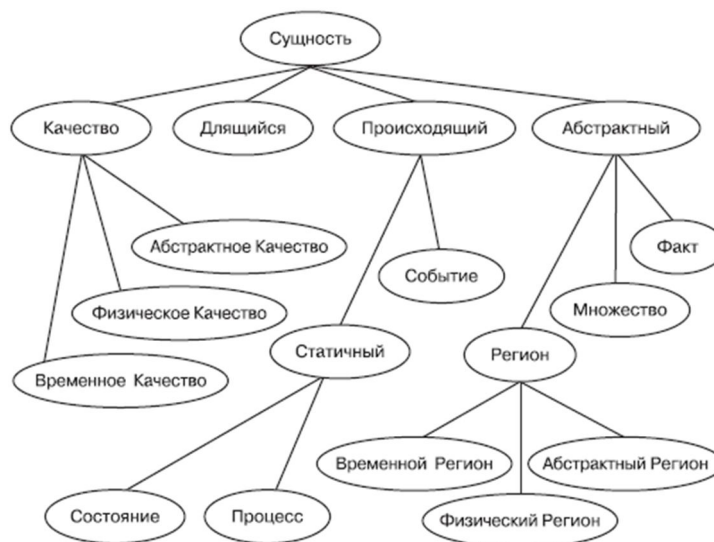 Сущность
Качество
Длящийся
Происходящий
Абстрактный
Абстрактное Качество
Факт
Событие
Физическое Качество
Множество
Статичный
Регион
Временное Качество
Временной Регион
Абстрактный Регион
Состояние
Процесс
Физический Регион